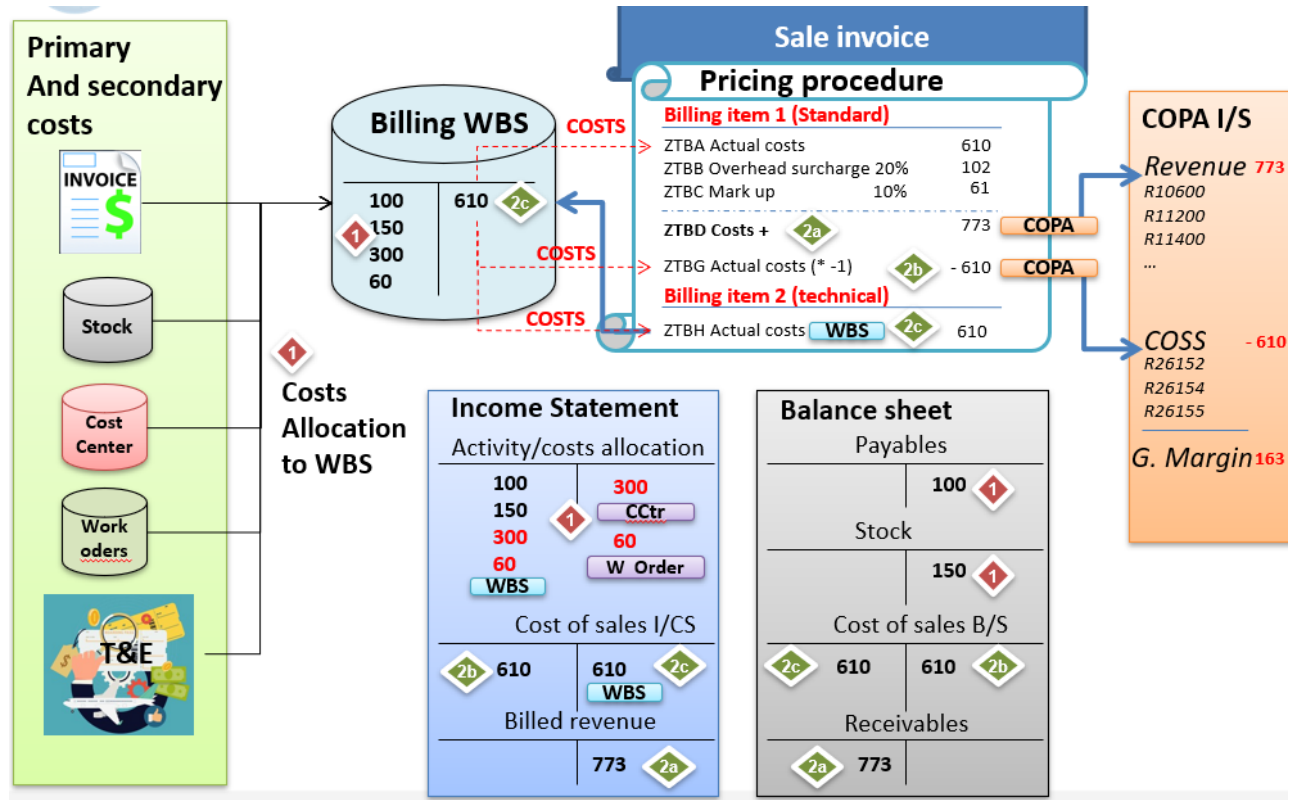 Primary
And secondary
costs
INVOICE
$
Stock
Cost
Center
Work
oders
T&E
$
1
Costs
Allocation
to WBS
Billing WBS
100 610 2c
1 150
300
60
COSTS
COSTS
COSTS
Sale invoice
Pricing procedure
Billing item 1 (Standard)
ZTBA Actual costs 610
ZTBB Overhead surcharge 20% 102
ZTBC Mark up 10% 61
ZTBD Costs + 2a 773 COPA
ZTBG Actual costs (* -1) 2b - 610 COPA
Billing item 2 (technical)
ZTBH Actual costs WBS 2c 610
COPA I/S
Revenue 773
R10600
R11200
R11400
...
COSS - 610
R26152
R26154
R26155
G. Margin 163
Income Statement
Activity/costs allocation
100 300
150 1 CCtr
300 60
60 W Order
WBS
Cost of sales I/CS
2b 610 610 2c
WBS
Billed revenue
773 2a
Balance sheet
Payables
100 1
Stock
150 1
Cost of sales B/S
2c 610 610 2b
Receivables
2a 773